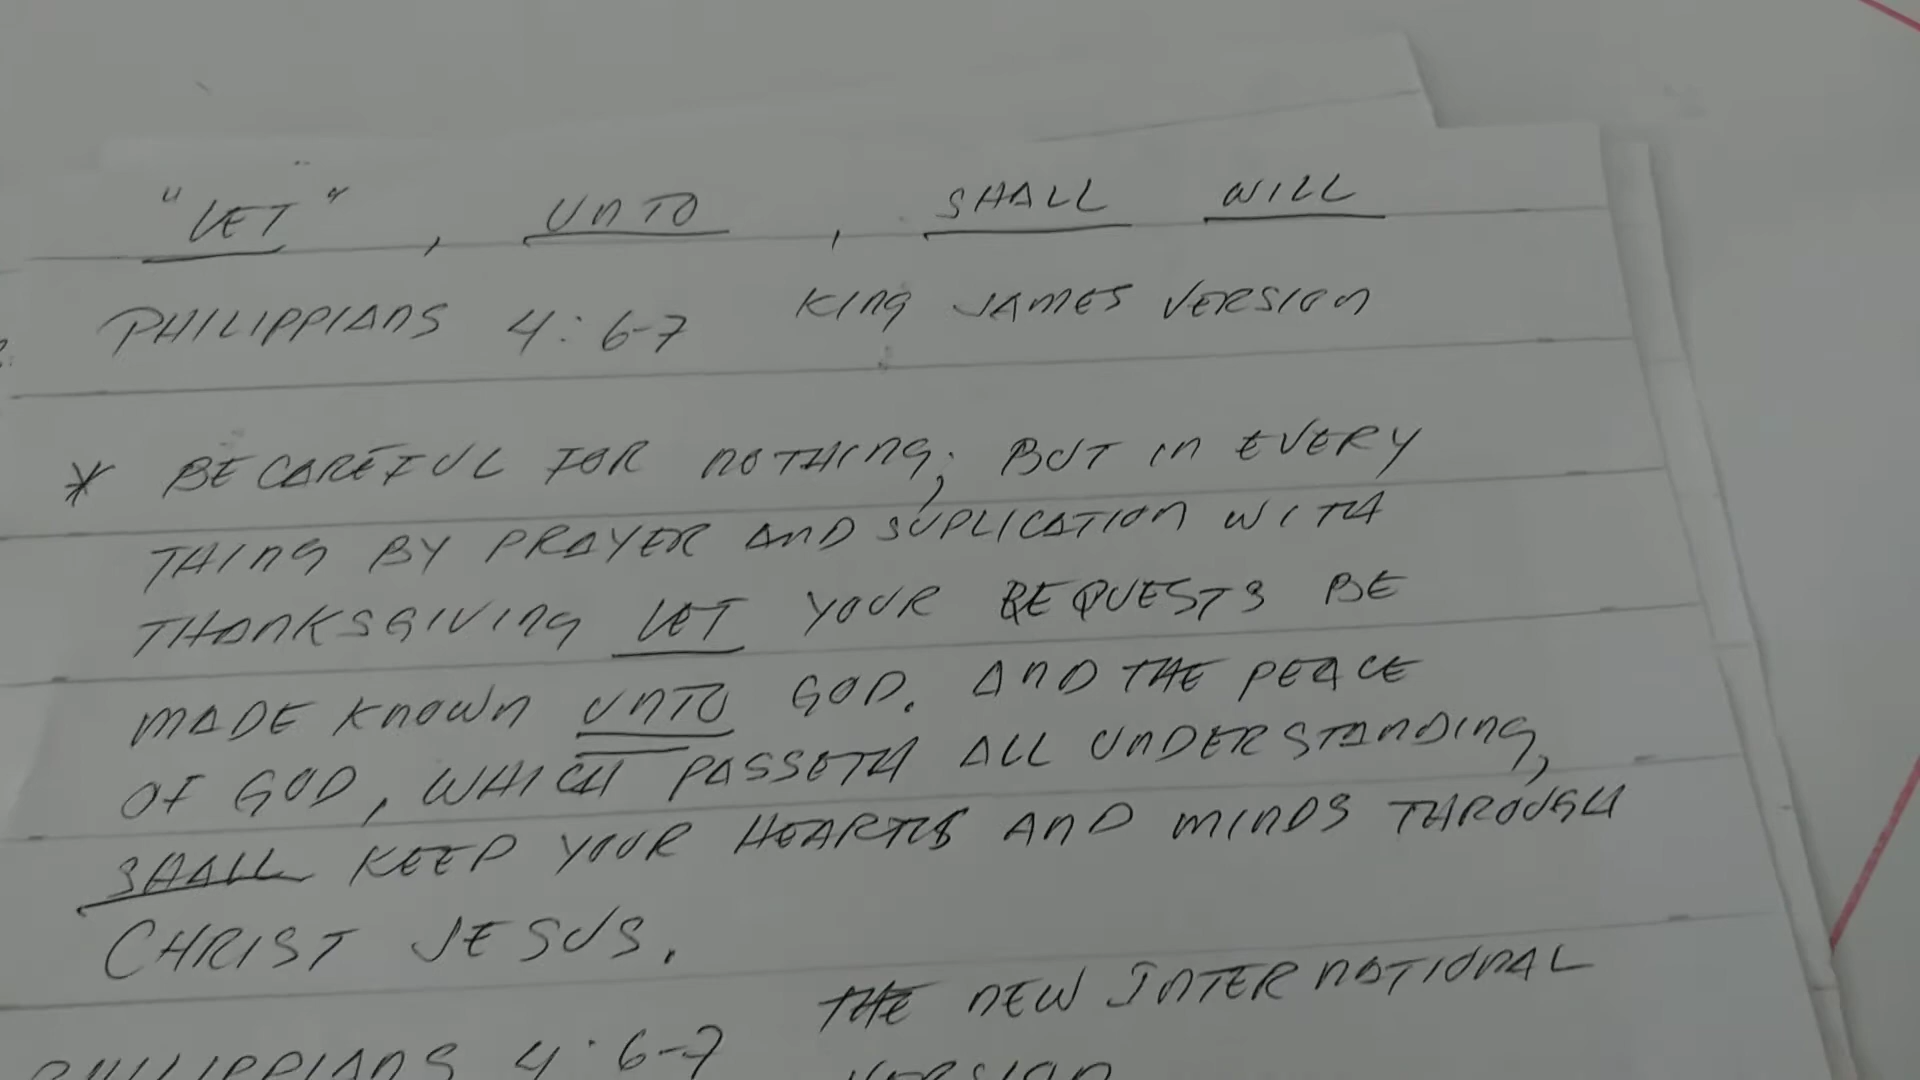 "LET", UNTO, SHALL WILL
PHILIPPIANS 4:6-7 KING JAMES VERSION
* BE CAREFUL FOR NOTHING; BUT IN EVERY
THING BY PRAYER AND SUPLICATION WITH
THANKSGIVING LET YOUR REQUESTS BE
MADE KNOWN UNTO GOD. AND THE PEACE
OF GOD, WHICH PASSETH ALL UNDERSTANDING,
SHALL KEEP YOUR HEARTS AND MINDS THROUGH
CHRIST JESUS.
PHILIPPIANS 4:6-7 THE NEW INTERNATIONAL
VERSION